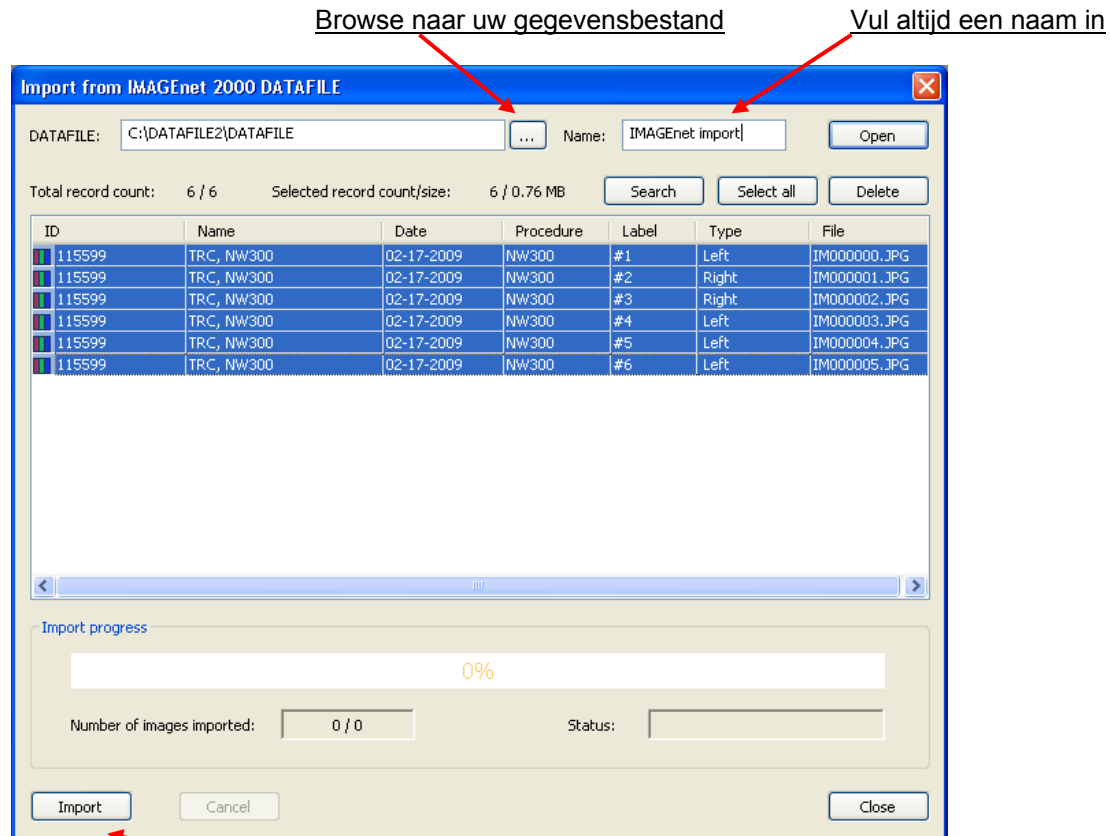 Browse naar uw gegevensbestand Vul altijd een naam in
Import from IMAGEnet 2000 DATAFILE
DATAFILE: C:\DATAFILE2\DATAFILE ... Name: IMAGEnet import Open
Total record count: 6 / 6 Selected record count/size: 6 / 0.76 MB Search Select all Delete
ID Name Date Procedure Label Type File
115599 TRC, NW300 02-17-2009 NW300 #1 Left IM000000.JPG
115599 TRC, NW300 02-17-2009 NW300 #2 Right IM000001.JPG
115599 TRC, NW300 02-17-2009 NW300 #3 Right IM000002.JPG
115599 TRC, NW300 02-17-2009 NW300 #4 Left IM000003.JPG
115599 TRC, NW300 02-17-2009 NW300 #5 Left IM000004.JPG
115599 TRC, NW300 02-17-2009 NW300 #6 Left IM000005.JPG
Import progress
0%
Number of images imported: 0 / 0 Status:
Import Cancel Close